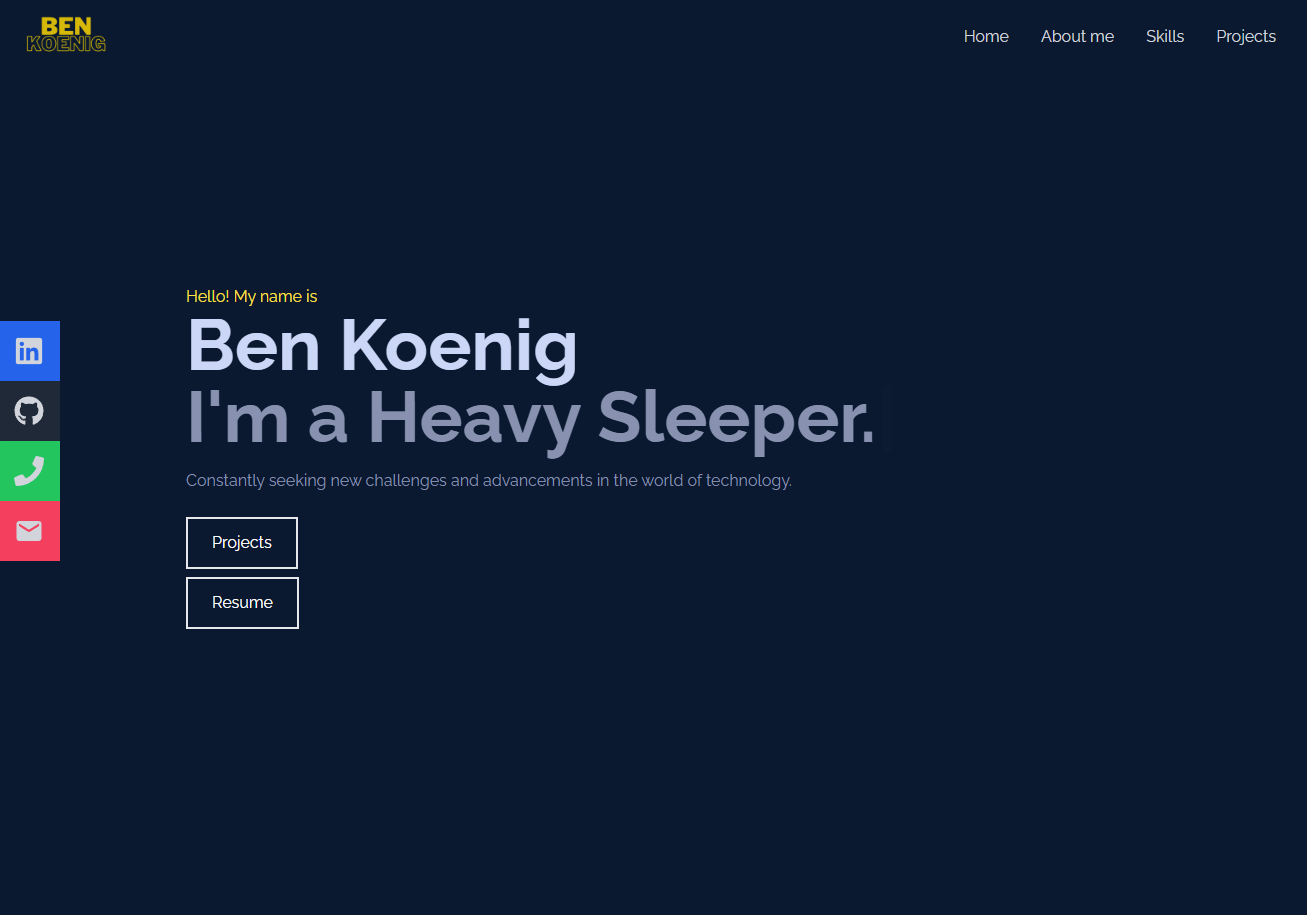 BEN
KOENIG
Home About me Skills Projects
Hello! My name is
Ben Koenig
I'm a Heavy Sleeper.
in
Constantly seeking new challenges and advancements in the world of technology.
Projects
Resume